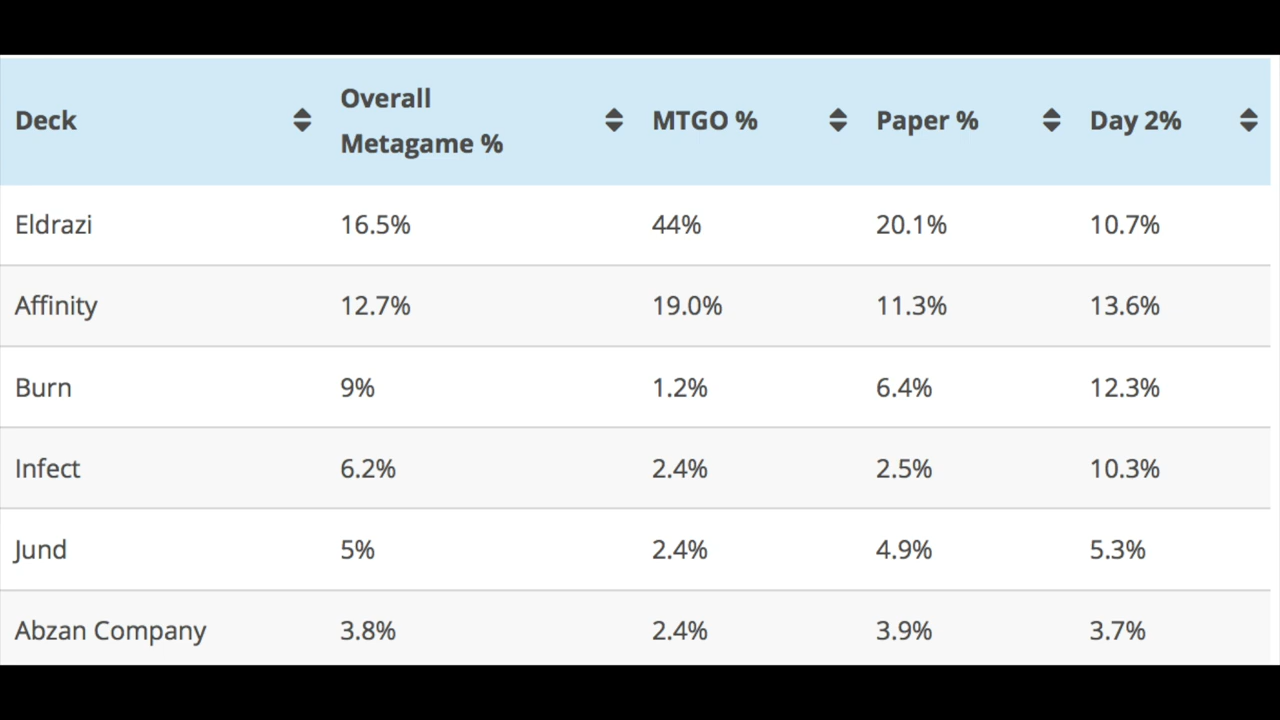 Deck Overall Metagame % MTGO % Paper % Day 2%
Eldrazi 16.5% 44% 20.1% 10.7%
Affinity 12.7% 19.0% 11.3% 13.6%
Burn 9% 1.2% 6.4% 12.3%
Infect 6.2% 2.4% 2.5% 10.3%
Jund 5% 2.4% 4.9% 5.3%
Abzan Company 3.8% 2.4% 3.9% 3.7%